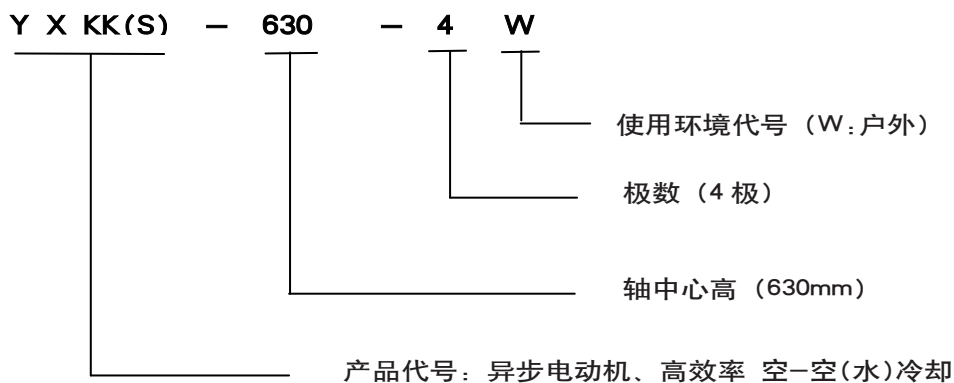 Y X KK(S) － 630 - 4 W
使用环境代号（W：户外）
极数（4 极）
轴中心高（630mm）
产品代号：异步电动机、高效率 空－空(水)冷却